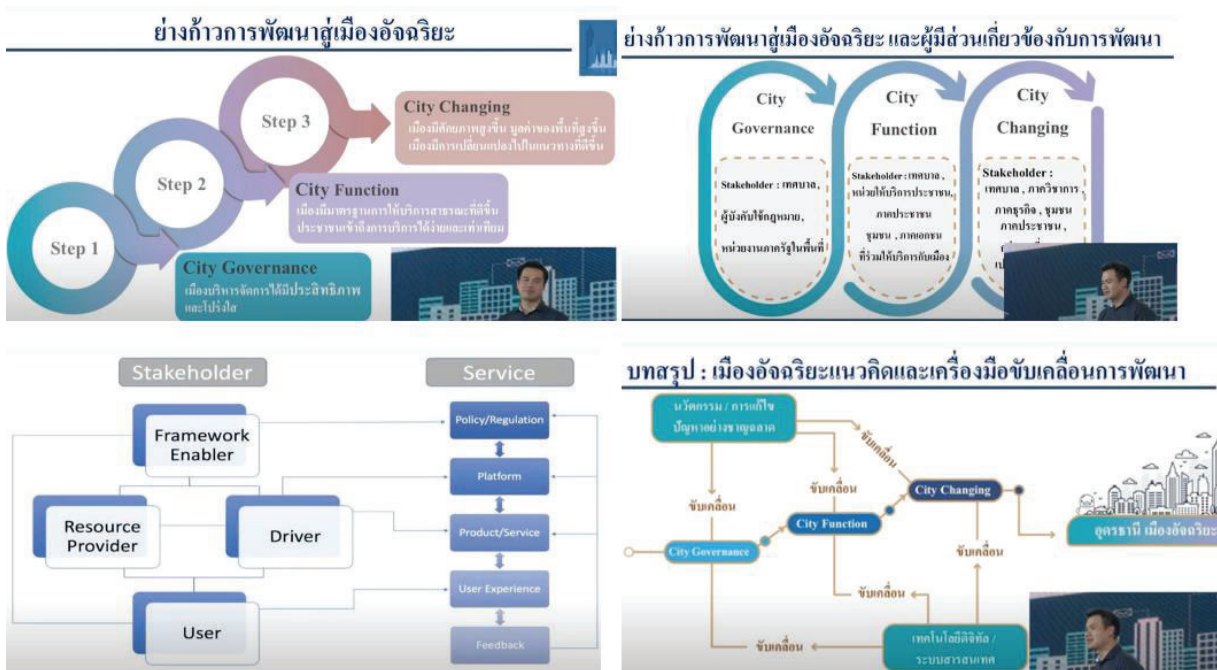 ย่างก้าวการพัฒนาสู่เมืองอัจฉริยะ
Step 1
Step 2
Step 3
City Changing
เมืองมีศักยภาพสูงขึ้น มูลค่าของพื้นที่สูงขึ้น
เมืองมีการเปลี่ยนแปลงไปในแนวทางที่ดีขึ้น
City Function
เมืองมีมาตรฐานการให้บริการสาธารณะที่ดีขึ้น
ประชาชนเข้าถึงการบริการได้ง่ายและเท่าเทียม
City Governance
เมืองบริหารจัดการได้มีประสิทธิภาพ
และโปร่งใส
ย่างก้าวการพัฒนาสู่เมืองอัจฉริยะ และผู้มีส่วนเกี่ยวข้องกับการพัฒนา
City
Governance
Stakeholder : เทศบาล ,
ผู้บังคับใช้กฎหมาย ,
หน่วยงานภาครัฐในพื้นที่
City
Function
Stakeholder : เทศบาล ,
หน่วยให้บริการประชาชน,
ภาคประชาชน
ชุมชน , ภาคเอกชน
ที่ร่วมให้บริการกับเมือง
City
Changing
Stakeholder :
เทศบาล , ภาควิชาการ ,
ภาคธุรกิจ , ชุมชน
ภาคประชาชน ,
Stakeholder
Service
Framework
Enabler
Resource
Provider
Driver
User
Policy/Regulation
Platform
Product/Service
User Experience
Feedback
บทสรุป : เมืองอัจฉริยะแนวคิดและเครื่องมือขับเคลื่อนการพัฒนา
นวัตกรรม / การแก้ไข
ปัญหาอย่างชาญฉลาด
ขับเคลื่อน
ขับเคลื่อน
ขับเคลื่อน
City Changing
City Function
City Governance
อุดรธานี เมืองอัจฉริยะ
ขับเคลื่อน
ขับเคลื่อน
ขับเคลื่อน
เทคโนโลยีดิจิทัล /
ระบบสารสนเทศ